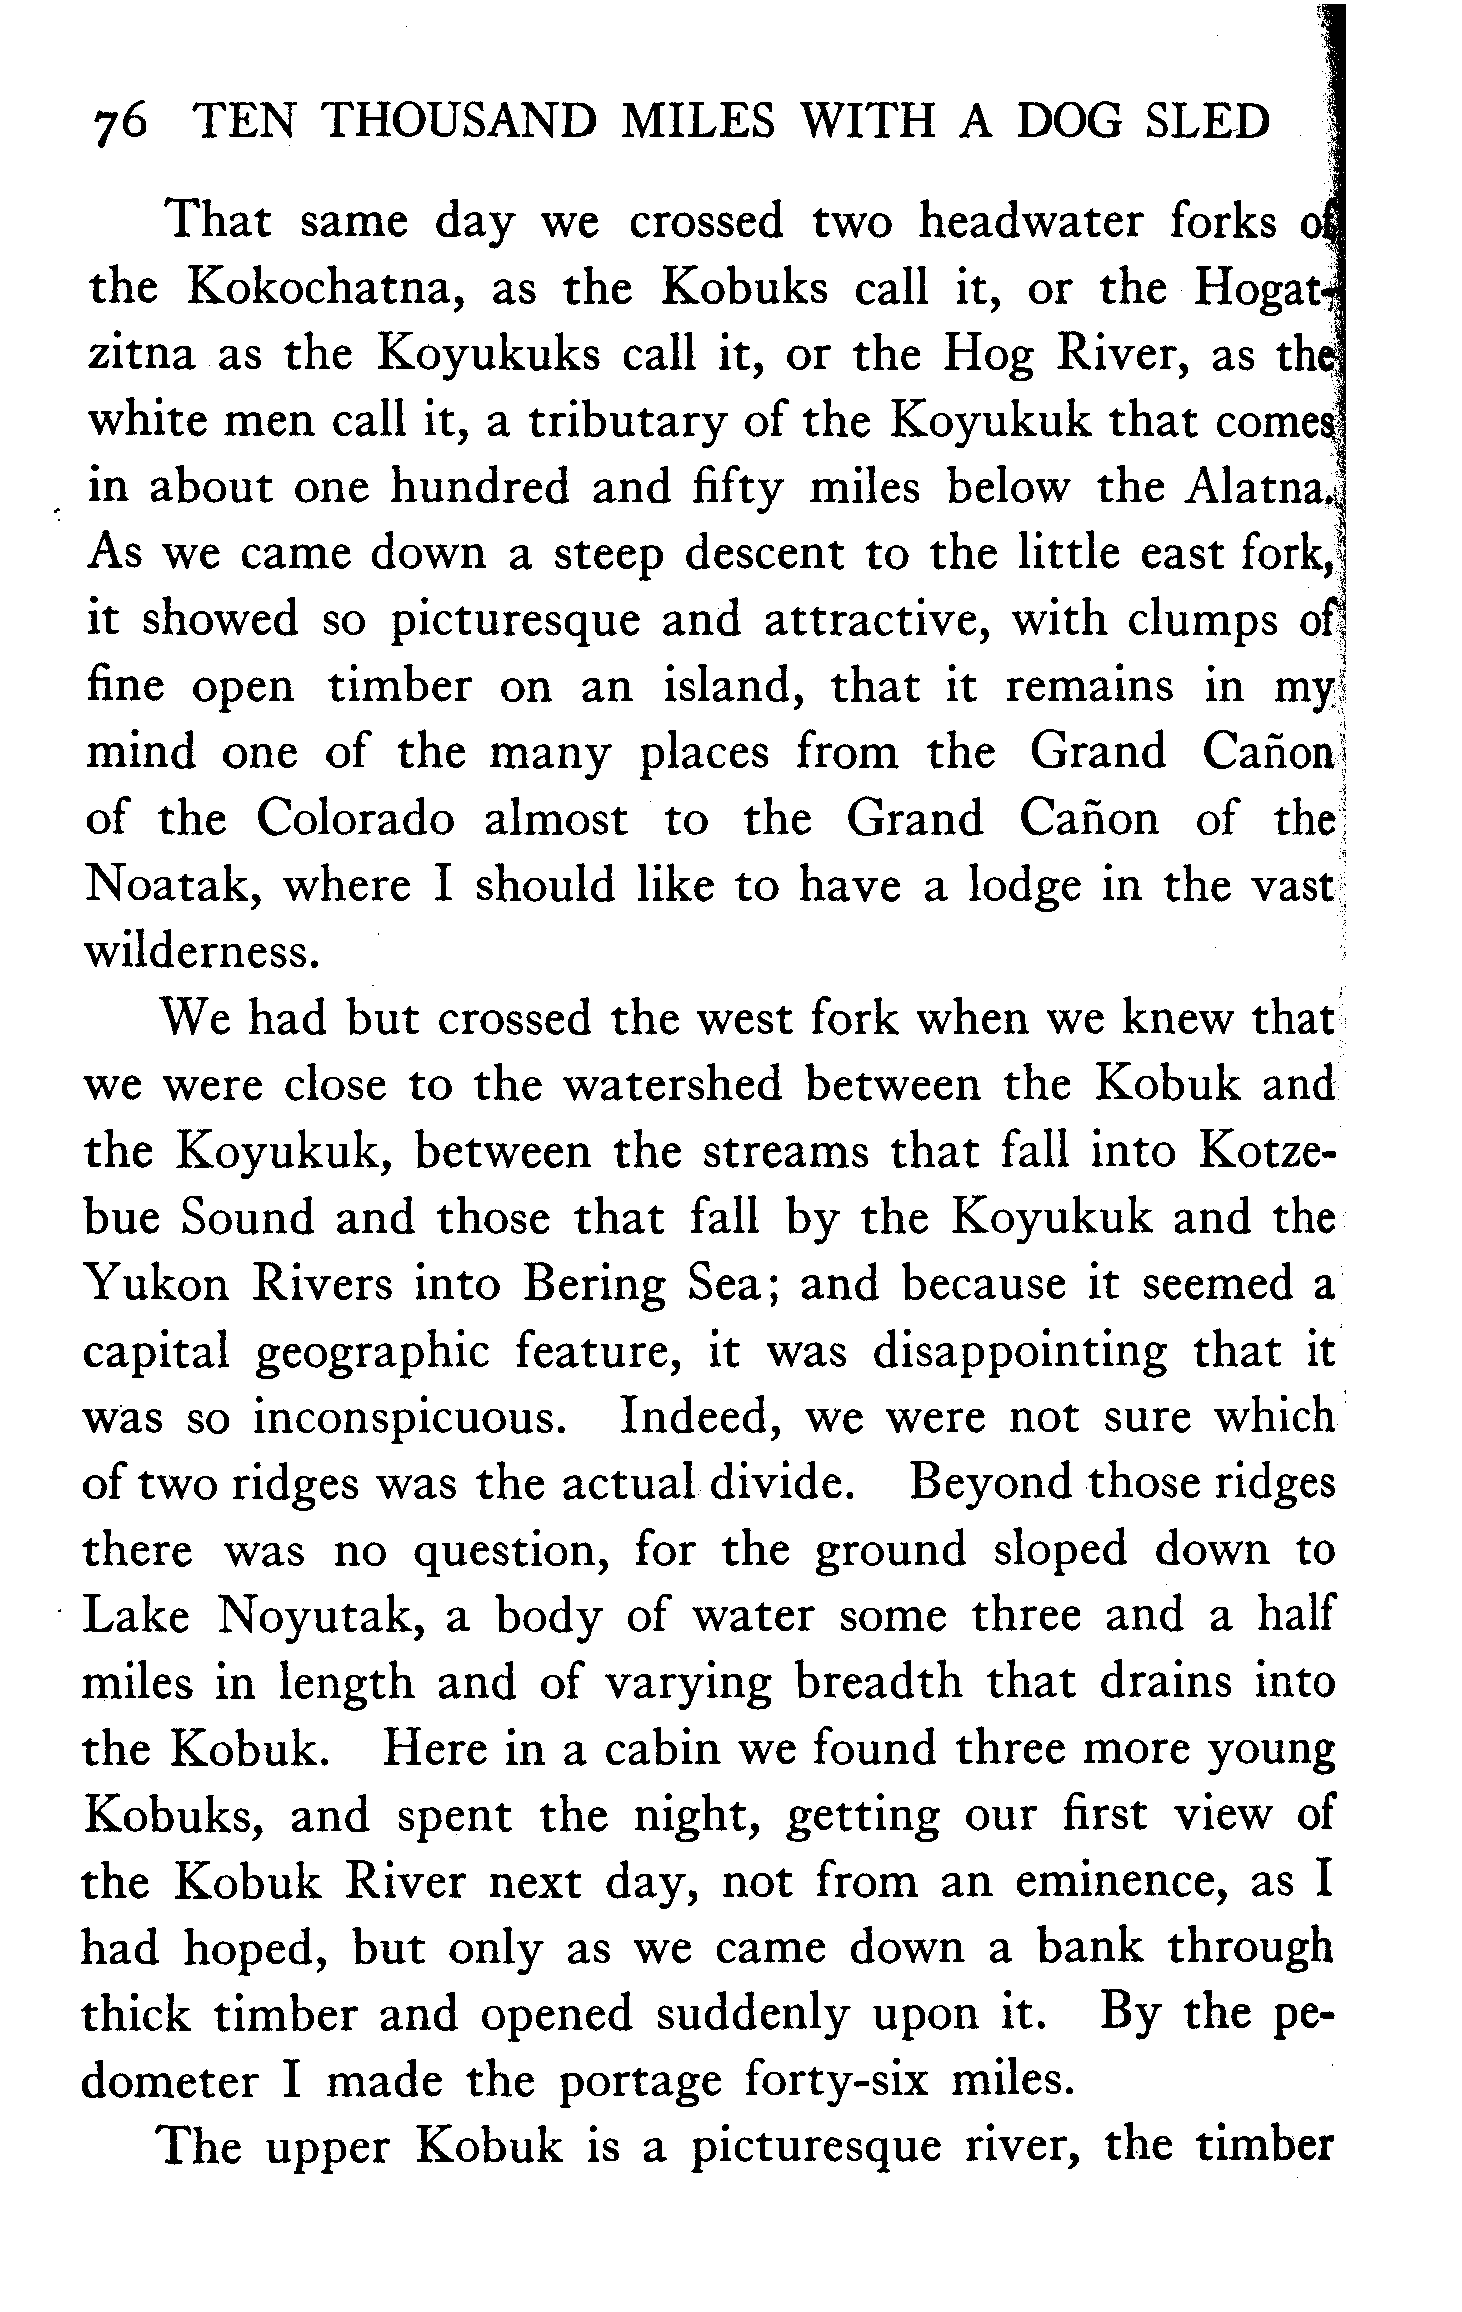 76 TEN THOUSAND MILES WITH A DOG SLED
That same day we crossed two headwater forks of
the Kokochatna, as the Kobuks call it, or the Hogat-
zitna as the Koyukuks call it, or the Hog River, as the
white men call it, a tributary of the Koyukuk that comes
in about one hundred and fifty miles below the Alatna.
As we came down a steep descent to the little east fork,
it showed so picturesque and attractive, with clumps of
fine open timber on an island, that it remains in my
mind one of the many places from the Grand Cañon
of the Colorado almost to the Grand Cañon of the
Noatak, where I should like to have a lodge in the vast
wilderness.
We had but crossed the west fork when we knew that
we were close to the watershed between the Kobuk and
the Koyukuk, between the streams that fall into Kotze-
bue Sound and those that fall by the Koyukuk and the
Yukon Rivers into Bering Sea; and because it seemed a
capital geographic feature, it was disappointing that it
was so inconspicuous. Indeed, we were not sure which
of two ridges was the actual divide. Beyond those ridges
there was no question, for the ground sloped down to
Lake Noyutak, a body of water some three and a half
miles in length and of varying breadth that drains into
the Kobuk. Here in a cabin we found three more young
Kobuks, and spent the night, getting our first view of
the Kobuk River next day, not from an eminence, as I
had hoped, but only as we came down a bank through
thick timber and opened suddenly upon it. By the pe-
dometer I made the portage forty-six miles.
The upper Kobuk is a picturesque river, the timber